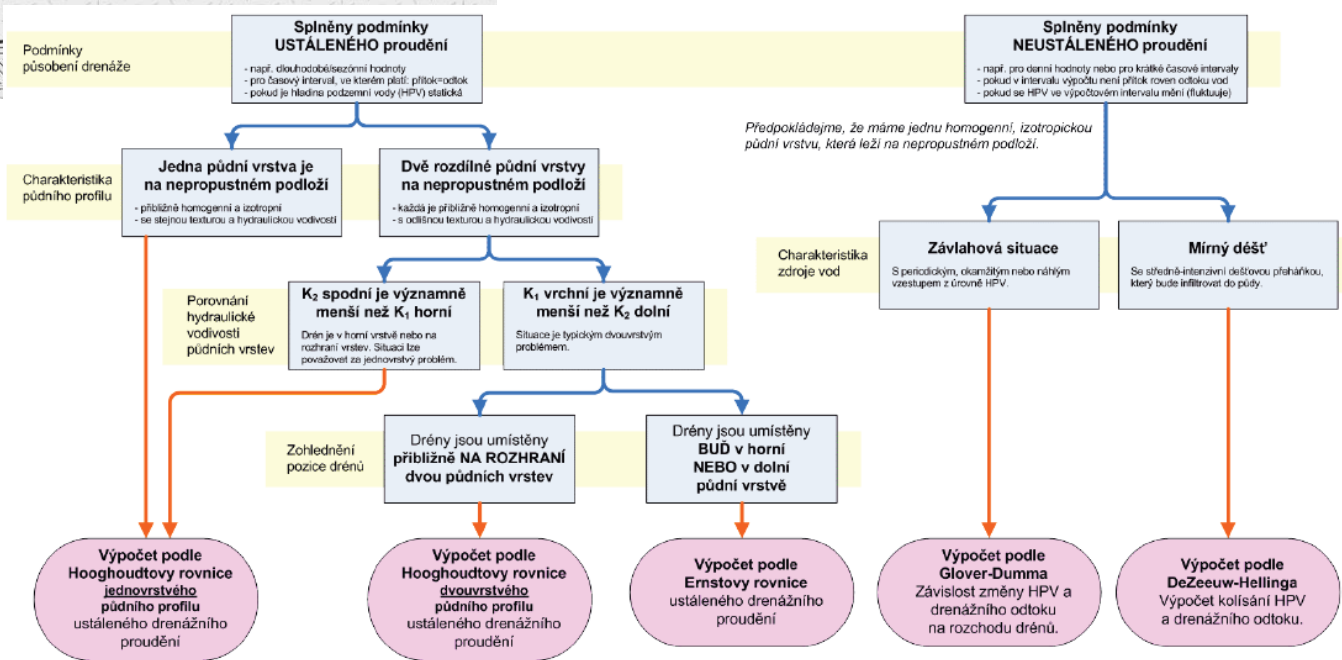 Podmínky
působení drenáže
Splněny podmínky
USTÁLENÉHO proudění
- např. dlouhodobé/sezónní hodnoty
- pro časový interval, ve kterém platí: přítok=odtok
- pokud je hladina podzemní vody (HPV) statická
Splněny podmínky
NEUSTÁLENÉHO proudění
- např. pro denní hodnoty nebo pro krátké časové intervaly
- pokud v intervalu výpočtu není přítok roven odtoku vod
- pokud se HPV ve výpočtovém intervalu mění (fluktuuje)
Předpokládejme, že máme jednu homogenní, izotropickou
půdní vrstvu, která leží na nepropustném podloží.
Charakteristika
půdního profilu
Jedna půdní vrstva je
na nepropustném podloží
- přibližně homogenní a izotropní
- se stejnou texturou a hydraulickou vodivostí
Dvě rozdílné půdní vrstvy
na nepropustném podloží
- každá je přibližně homogenní a izotropní
- s odlišnou texturou a hydraulickou vodivostí
Charakteristika
zdroje vod
Závlahová situace
S periodickým, okamžitým nebo náhlým
vzestupem z úrovně HPV.
Mírný déšť
Se středně-intenzivní dešťovou přeháňkou,
který bude infiltrovat do půdy.
Porovnání
hydraulické
vodivosti
půdních vrstev
K₂ spodní je významně
menší než K₁ horní
Drén je v horní vrstvě nebo na
rozhraní vrstev. Situaci lze
považovat za jednovrstvý problém.
K₁ vrchní je významně
menší než K₂ dolní
Situace je typickým dvouvrstvým
problémem.
Zohlednění
pozice drénů
Drény jsou umístěny
přibližně NA ROZHRANÍ
dvou půdních vrstev
Drény jsou umístěny
BUĎ v horní
NEBO v dolní
půdní vrstvě
Výpočet podle
Hooghoudtovy rovnice
jednovrstvého
půdního profilu
ustáleného drenážního
proudění
Výpočet podle
Hooghoudtovy rovnice
dvouvrstvého
půdního profilu
ustáleného drenážního
proudění
Výpočet podle
Ernstovy rovnice
ustáleného drenážního
proudění
Výpočet podle
Glover-Dumma
Závislost změny HPV a
drenážního odtoku
na rozchodu drénů.
Výpočet podle
DeZeeuw-Hellinga
Výpočet kolísání HPV
a drenážního odtoku.